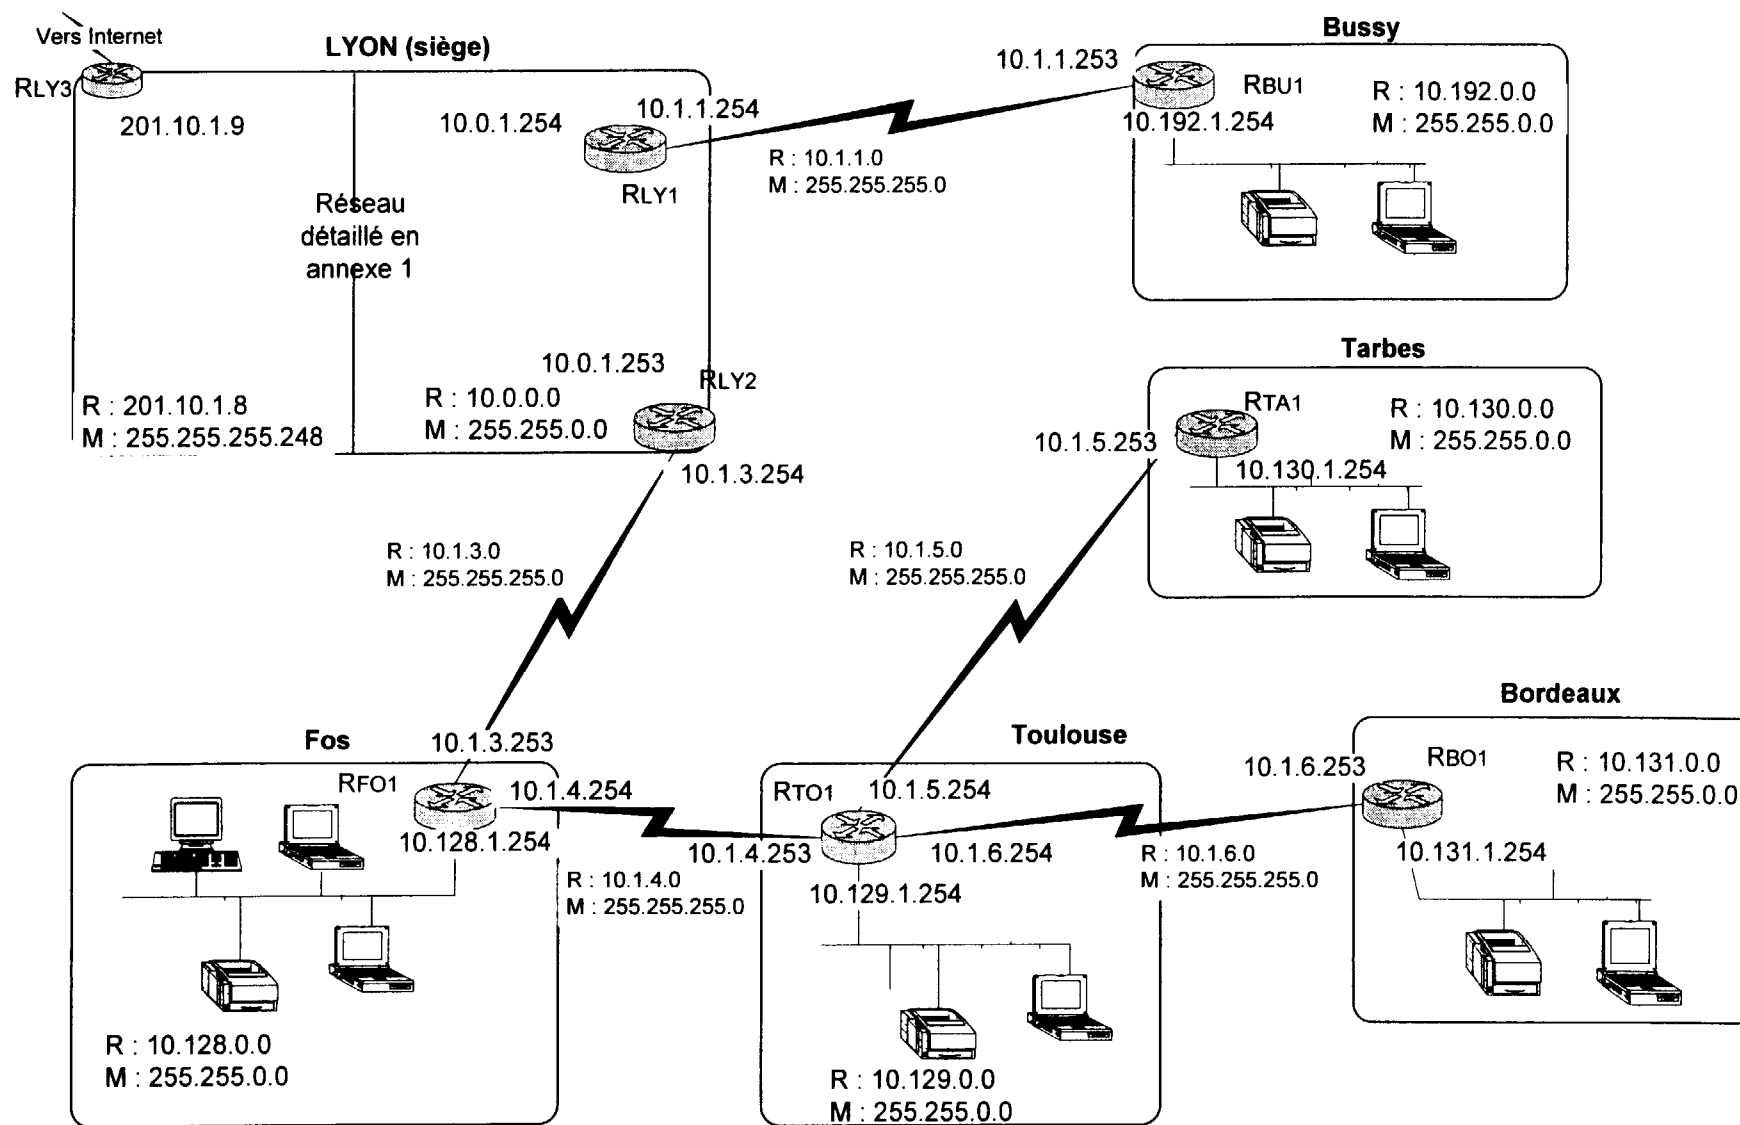 Vers Internet
RLY3
201.10.1.9
LYON (siège)
10.0.1.254
10.1.1.254
RLY1
Réseau
détaillé en
annexe 1
10.0.1.253
RLY2
R : 201.10.1.8
M : 255.255.255.248
R : 10.0.0.0
M : 255.255.0.0
10.1.3.254
R : 10.1.1.0
M : 255.255.255.0
Bussy
10.1.1.253
RBU1
10.192.1.254
R : 10.192.0.0
M : 255.255.0.0
Tarbes
RTA1
10.1.5.253
10.130.1.254
R : 10.130.0.0
M : 255.255.0.0
R : 10.1.3.0
M : 255.255.255.0
R : 10.1.5.0
M : 255.255.255.0
Fos
10.1.3.253
RFO1
10.1.4.254
10.128.1.254
R : 10.128.0.0
M : 255.255.0.0
R : 10.1.4.0
M : 255.255.255.0
Toulouse
RTO1
10.1.5.254
10.1.4.253
10.1.6.254
10.129.1.254
R : 10.129.0.0
M : 255.255.0.0
R : 10.1.6.0
M : 255.255.255.0
Bordeaux
10.1.6.253
RBO1
10.131.1.254
R : 10.131.0.0
M : 255.255.0.0